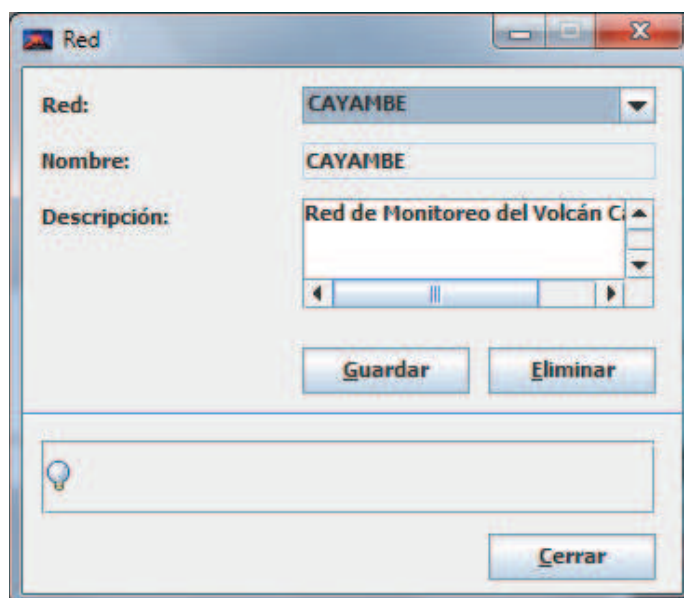 Red
Red:
CAYAMBE
Nombre:
CAYAMBE
Descripción:
Red de Monitoreo del Volcán
Guardar
Eliminar
Cerrar